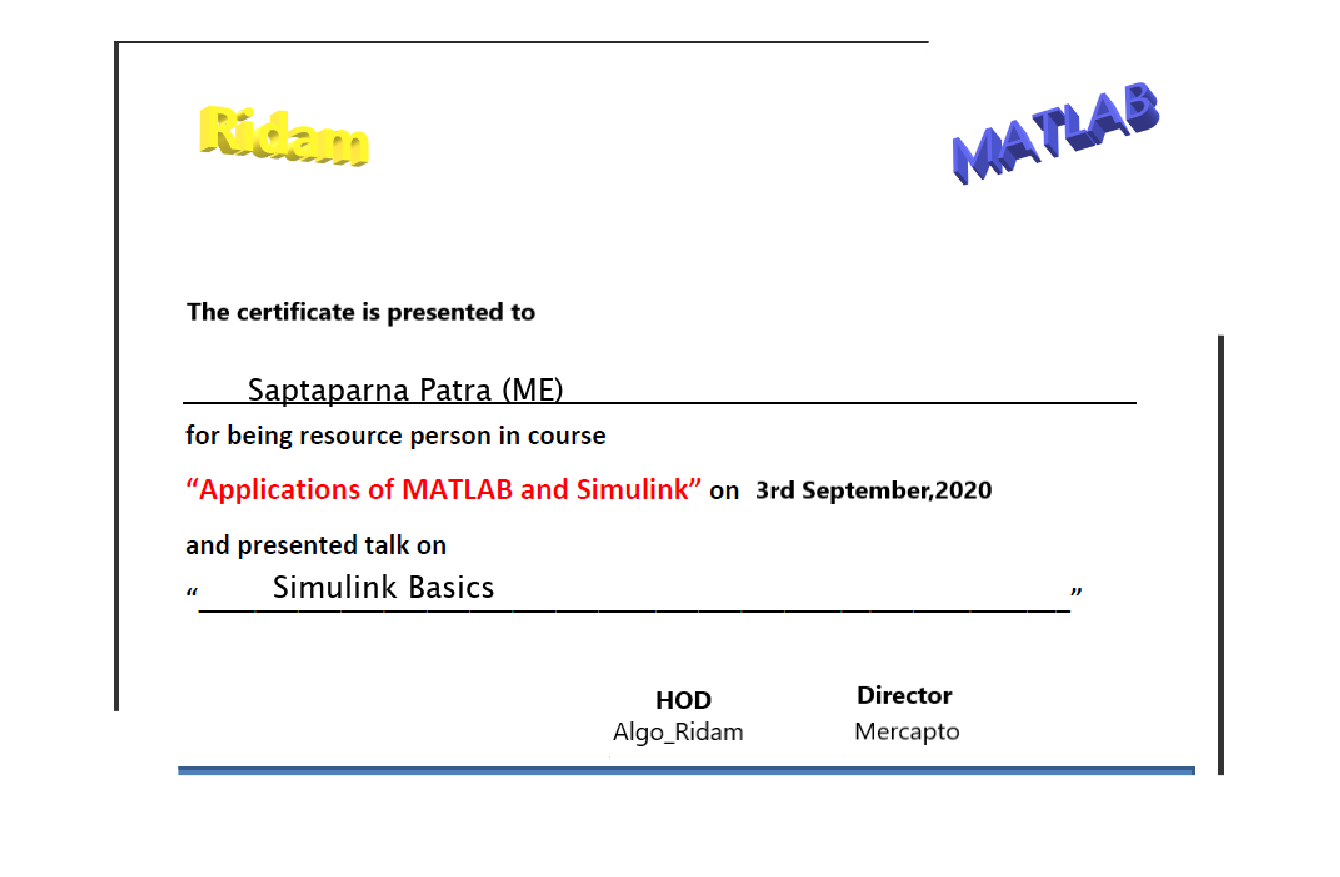 Ridam
MATLAB
The certificate is presented to
Saptaparna Patra (ME)
for being resource person in course
“Applications of MATLAB and Simulink” on 3rd September,2020
and presented talk on
“ Simulink Basics ”
HOD Director
Algo_Ridam Mercapto